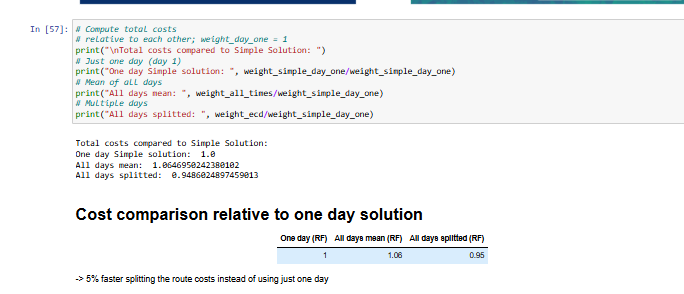 In [57]: # Compute total costs
# relative to each other; weight_day_one = 1
print("\nTotal costs compared to Simple Solution: ")
# Just one day (day 1)
print("One day Simple solution: ", weight_simple_day_one/weight_simple_day_one)
# Mean of all days
print("All days mean: ", weight_all_times/weight_simple_day_one)
# Multiple days
print("All days splitted: ", weight_ecd/weight_simple_day_one)
Total costs compared to Simple Solution:
One day Simple solution:  1.0
All days mean:  1.0646950242380102
All days splitted:  0.9486024897459013
Cost comparison relative to one day solution
One day (RF) All days mean (RF) All days splitted (RF)
1 1.06 0.95
-> 5% faster splitting the route costs instead of using just one day